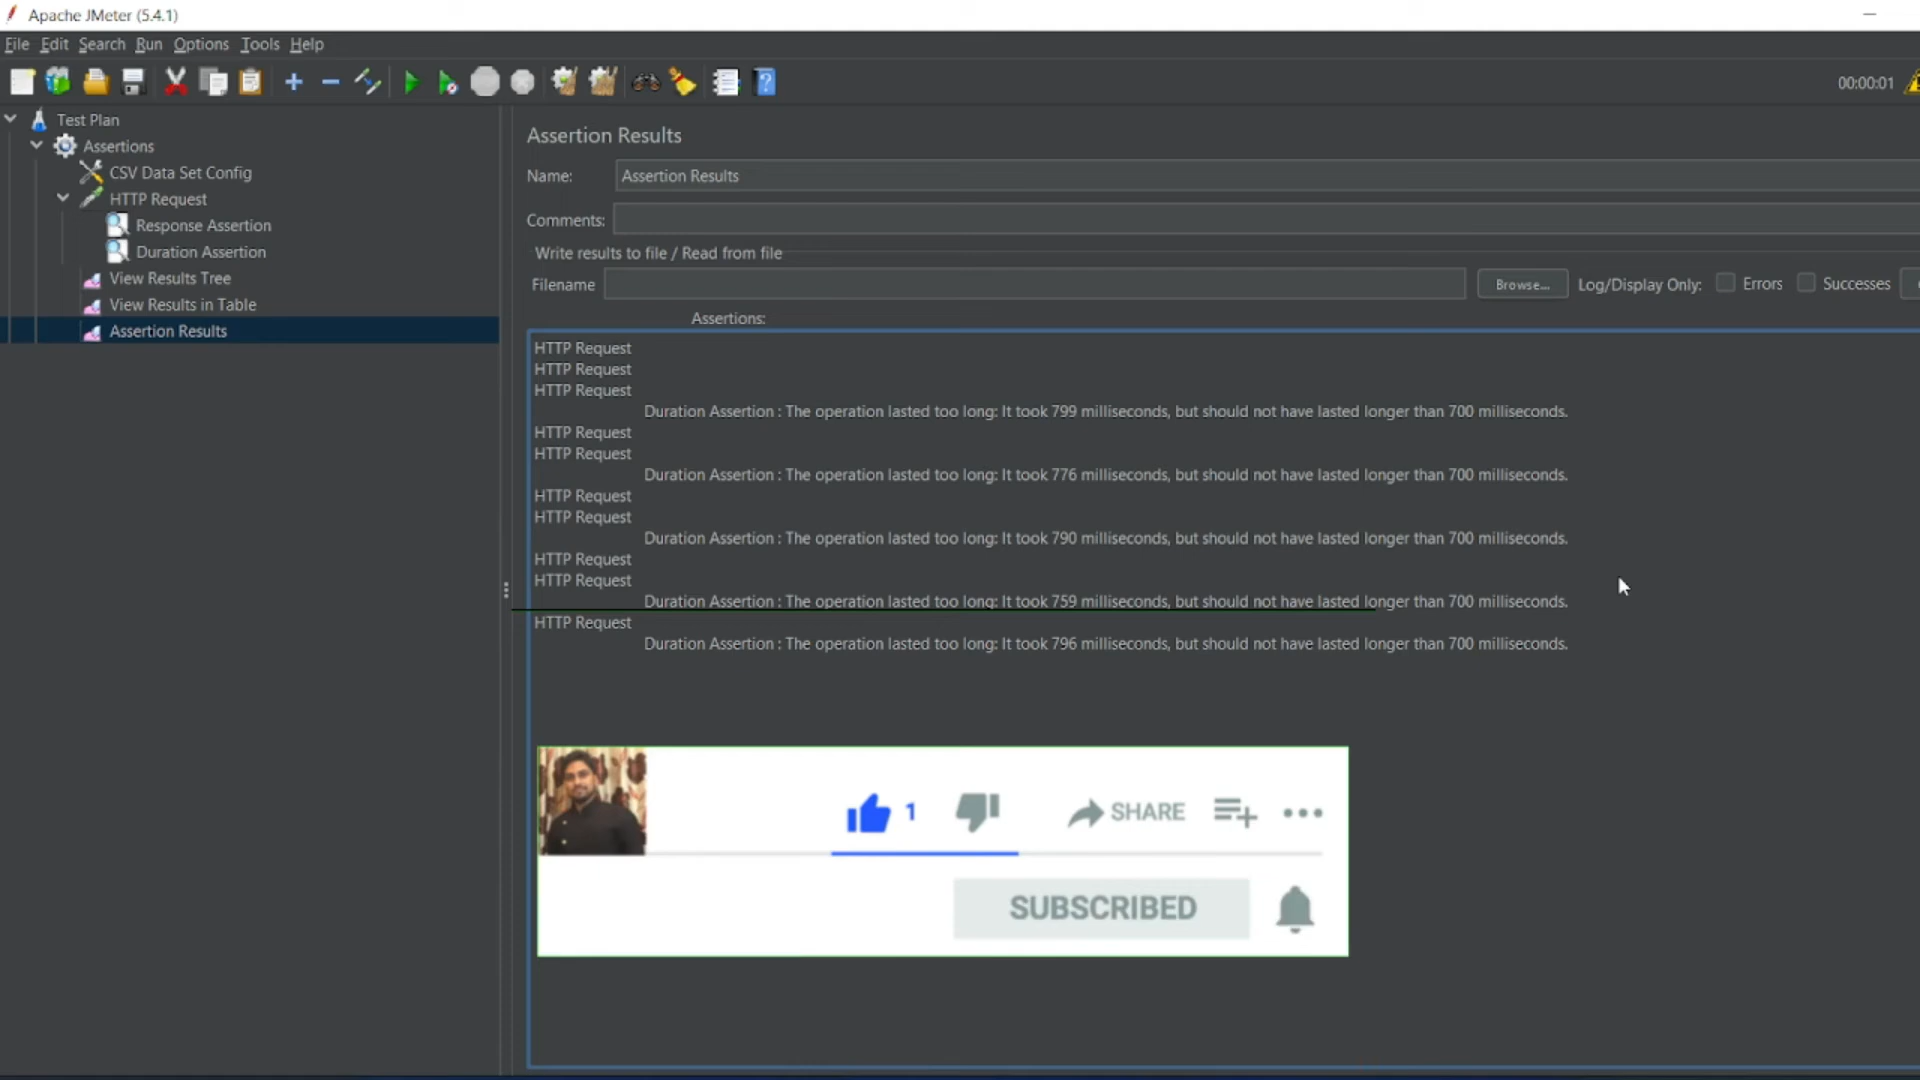 Apache JMeter (5.4.1)
File Edit Search Run Options Tools Help
00:00:01
Test Plan
Assertions
CSV Data Set Config
HTTP Request
Response Assertion
Duration Assertion
View Results Tree
View Results in Table
Assertion Results
Assertion Results
Name: Assertion Results
Comments:
Write results to file / Read from file
Filename Browse... Log/Display Only: Errors Successes
Assertions:
HTTP Request
HTTP Request
HTTP Request
Duration Assertion : The operation lasted too long: It took 799 milliseconds, but should not have lasted longer than 700 milliseconds.
HTTP Request
HTTP Request
Duration Assertion : The operation lasted too long: It took 776 milliseconds, but should not have lasted longer than 700 milliseconds.
HTTP Request
HTTP Request
Duration Assertion : The operation lasted too long: It took 790 milliseconds, but should not have lasted longer than 700 milliseconds.
HTTP Request
HTTP Request
Duration Assertion : The operation lasted too long: It took 759 milliseconds, but should not have lasted longer than 700 milliseconds.
HTTP Request
Duration Assertion : The operation lasted too long: It took 796 milliseconds, but should not have lasted longer than 700 milliseconds.
1 SHARE
SUBSCRIBED